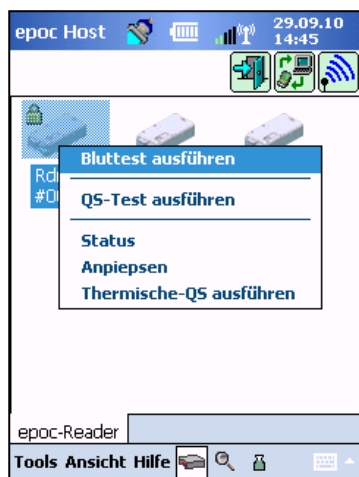 epoc Host 29.09.10
14:45
Bluttest ausführen
QS-Test ausführen
Status
Anpiepsen
Thermische-QS ausführen
epoc-Reader
Tools Ansicht Hilfe